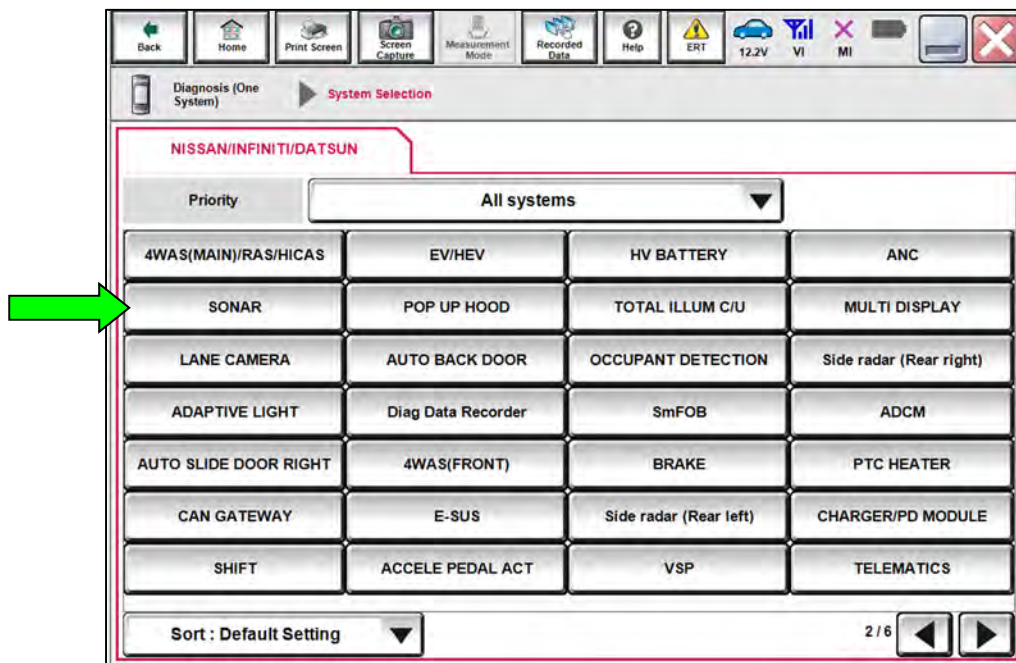 Back Home Print Screen Screen Capture Measurement Mode Recorded Data Help ERT 12.2V VI MI
Diagnosis (One System) System Selection
NISSAN/INFINITI/DATSUN
Priority All systems
4WAS(MAIN)/RAS/HICAS EV/HEV HV BATTERY ANC
SONAR POP UP HOOD TOTAL ILLUM C/U MULTI DISPLAY
LANE CAMERA AUTO BACK DOOR OCCUPANT DETECTION Side radar (Rear right)
ADAPTIVE LIGHT Diag Data Recorder SmFOB ADCM
AUTO SLIDE DOOR RIGHT 4WAS(FRONT) BRAKE PTC HEATER
CAN GATEWAY E-SUS Side radar (Rear left) CHARGER/PD MODULE
SHIFT ACCELE PEDAL ACT VSP TELEMATICS
Sort : Default Setting 2/6